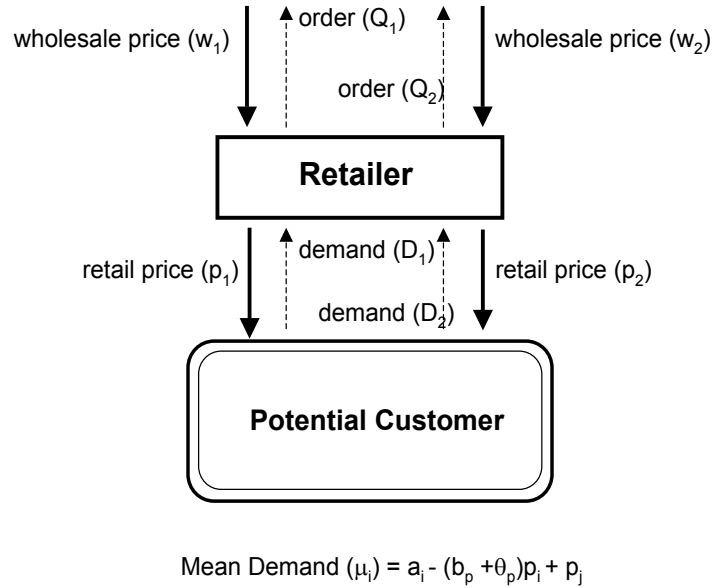 order (Q₁)
wholesale price (w₁)
wholesale price (w₂)
order (Q₂)
Retailer
demand (D₁)
retail price (p₁)
retail price (p₂)
demand (D₂)
Potential Customer
Mean Demand (μᵢ) = aᵢ - (bₚ +θₚ)pᵢ + pⱼ